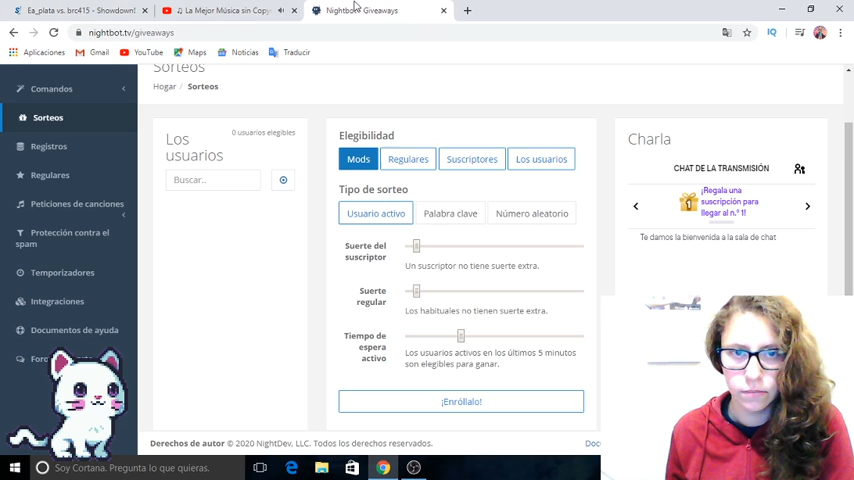 Ea_plata vs. brc415 - Showdown!
La Mejor Música sin Copy
Nightbot - Giveaways
nightbot.tv/giveaways
Aplicaciones
Gmail
YouTube
Maps
Noticias
Traducir
IQ
Comandos
Sorteos
Registros
Regulares
Peticiones de canciones
Protección contra el
spam
Temporizadores
Integraciones
Documentos de ayuda
Sorteos
Hogar / Sorteos
Los
usuarios
0 usuarios elegibles
Buscar..
Elegibilidad
Mods
Regulares
Suscriptores
Los usuarios
Tipo de sorteo
Usuario activo
Palabra clave
Número aleatorio
Suerte del
suscriptor
Un suscriptor no tiene suerte extra.
Suerte
regular
Los habituales no tienen suerte extra.
Tiempo de
espera
activo
Los usuarios activos en los últimos 5 minutos
son elegibles para ganar.
¡Enróllalo!
Charla
CHAT DE LA TRANSMISIÓN
1
¡Regala una
suscripción para
llegar al n.º 1!
Te damos la bienvenida a la sala de chat
Derechos de autor © 2020 NightDev, LLC. Todos los derechos reservados.
Soy Cortana. Pregunta lo que quieras.